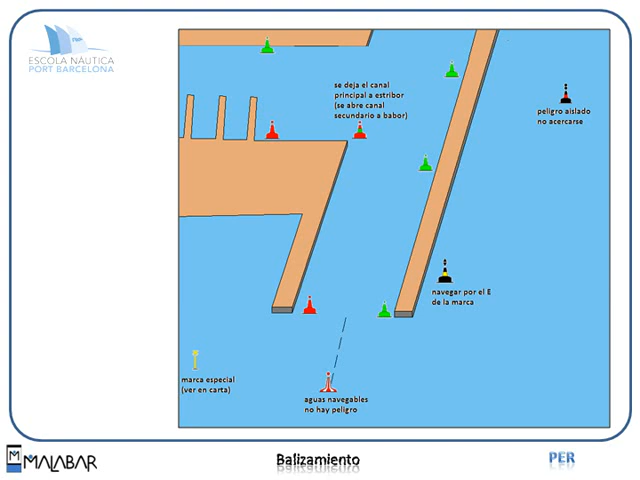 ESCOLA NÁUTICA
PORT BARCELONA
se deja el canal
principal a estribor
(se abre canal
secundario a babor)
peligro aislado
no acercarse
navegar por el E
de la marca
marca especial
(ver en carta)
aguas navegables
no hay peligro
MALABAR
Balizamiento
PER